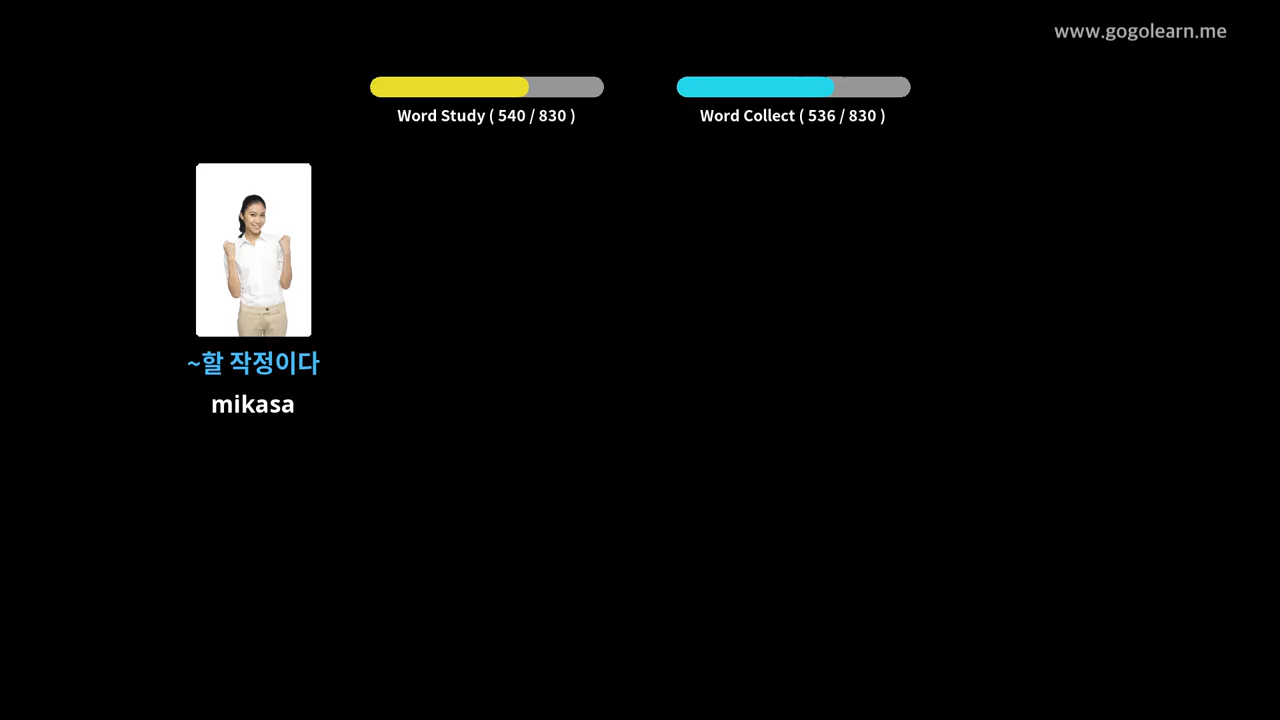 www.gogolearn.me
Word Study ( 540 / 830 )
Word Collect ( 536 / 830 )
~할 작정이다
mikasa